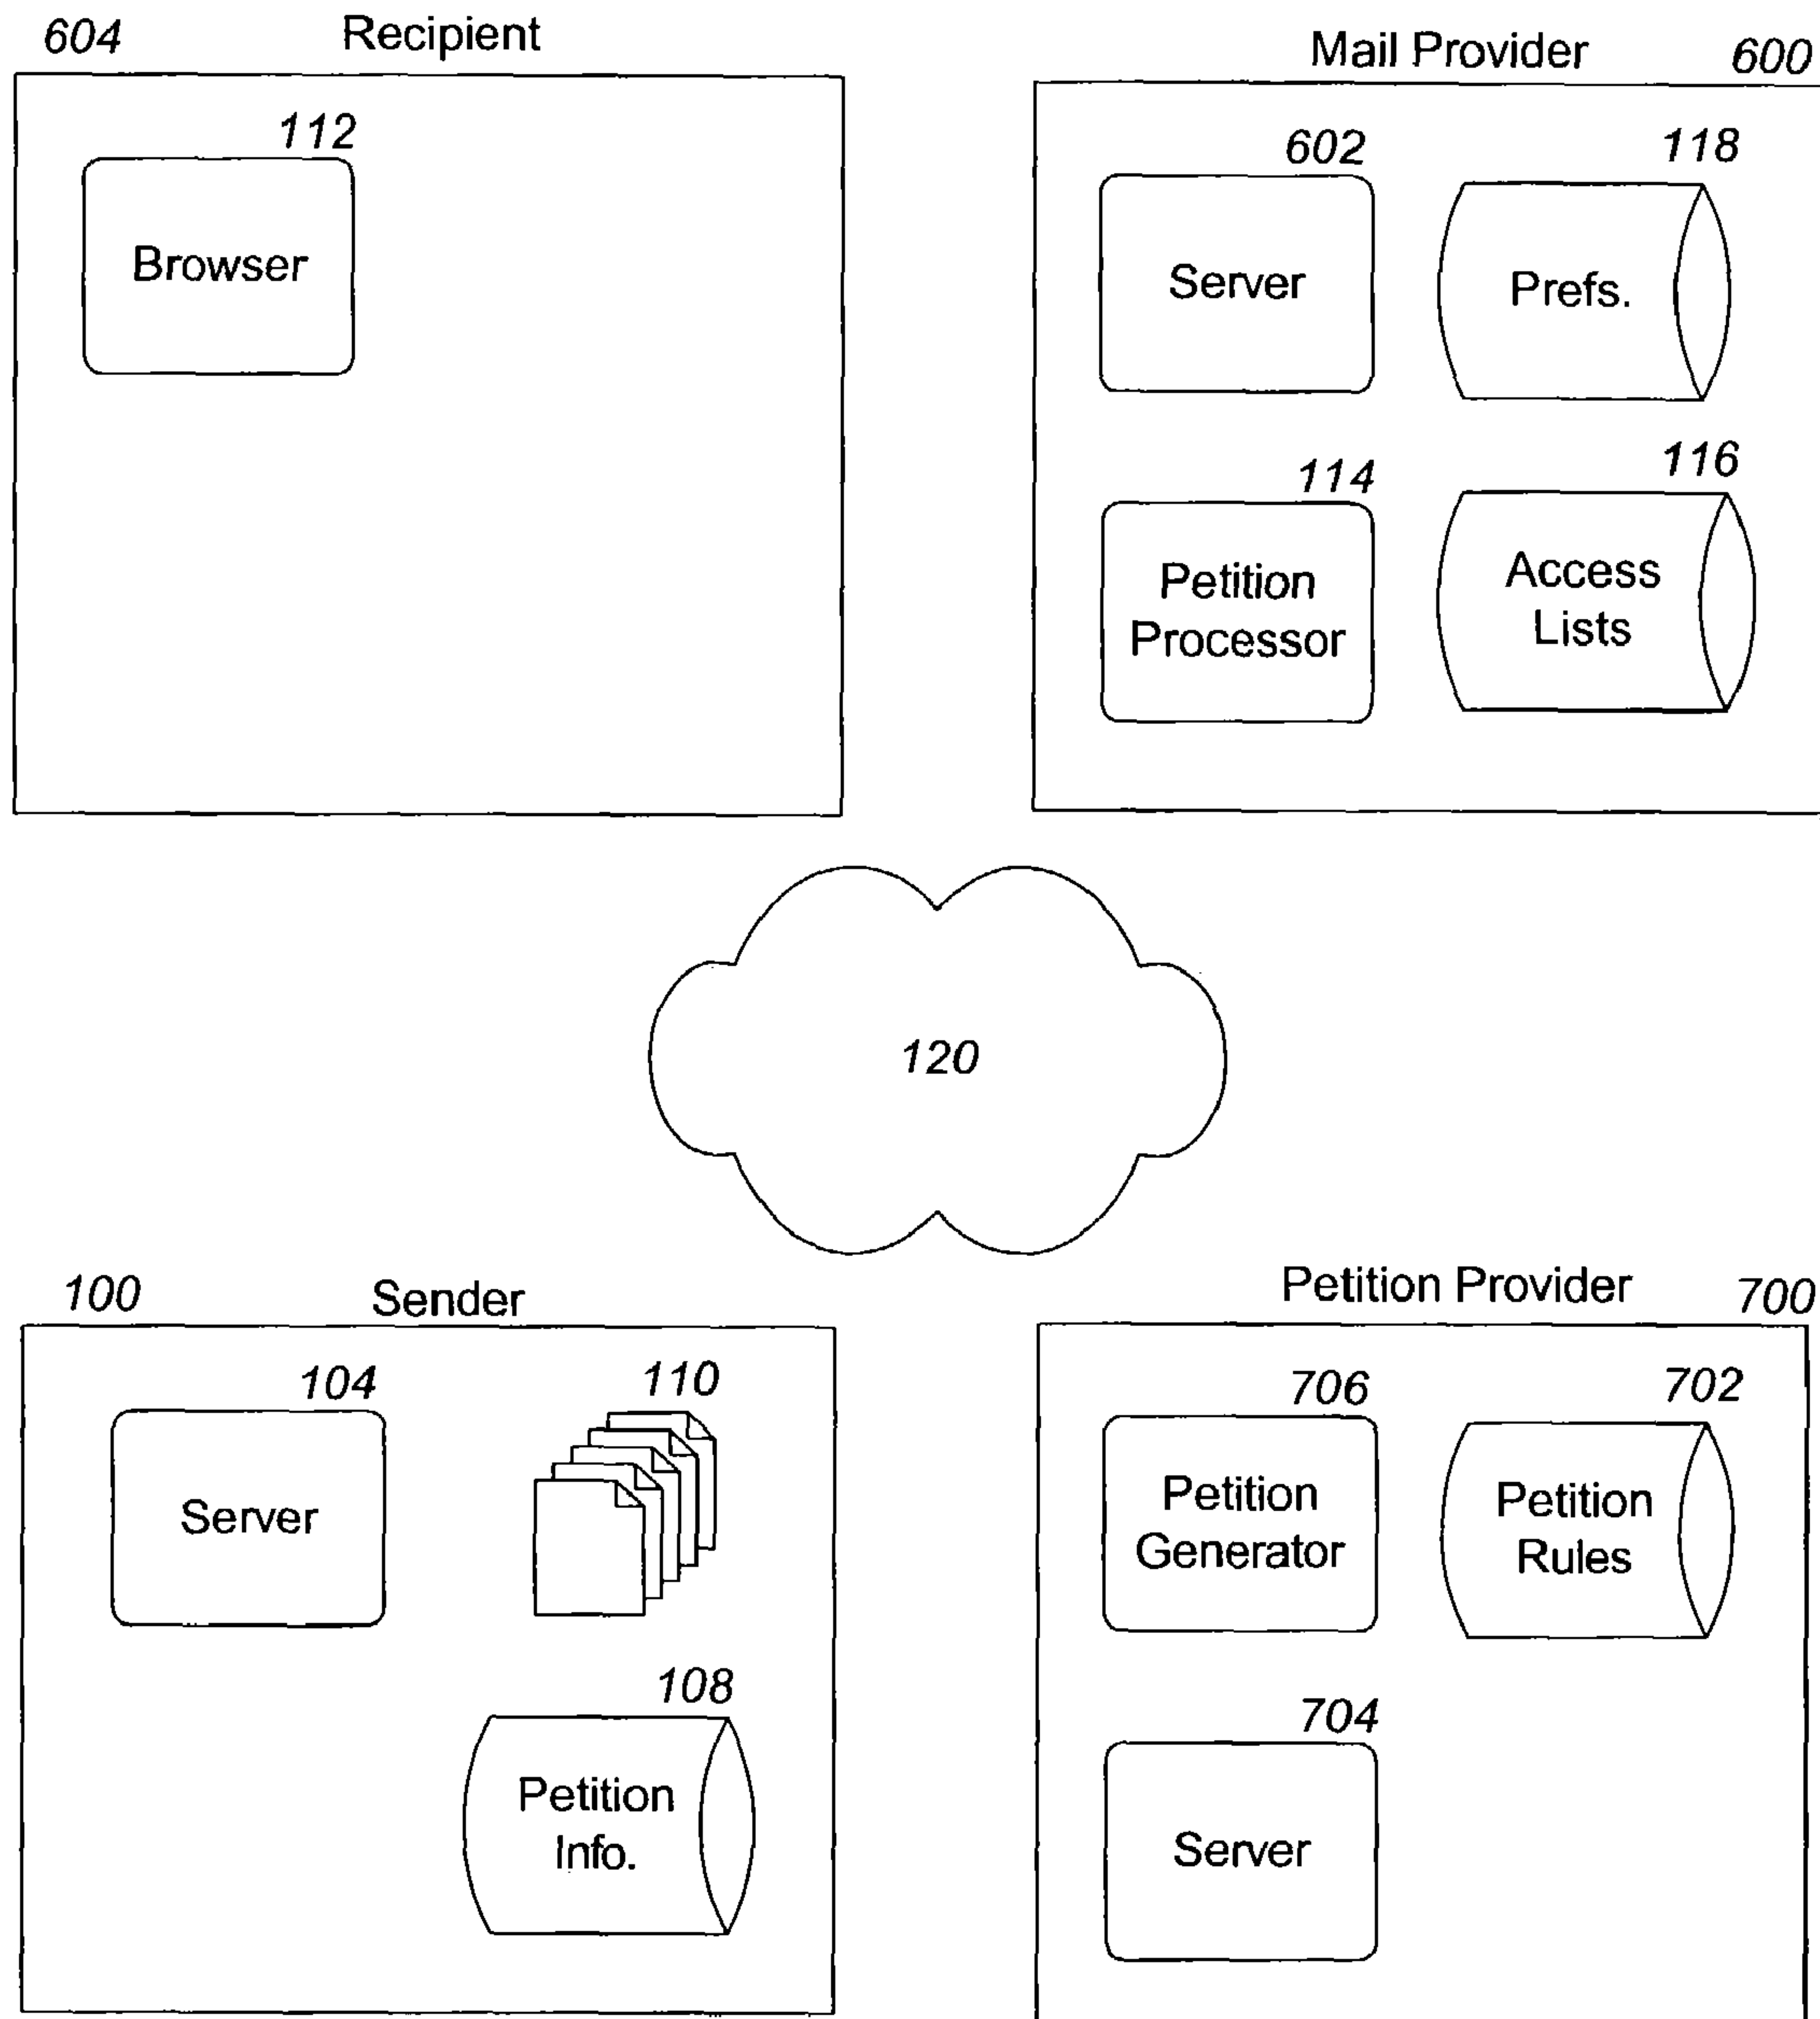 604 Recipient
Mail Provider 600
112
Browser
602
Server
118
Prefs.
114
Petition
Processor
116
Access
Lists
120
100 Sender
104
Server
110
108
Petition
Info.
Petition Provider 700
706
Petition
Generator
702
Petition
Rules
704
Server